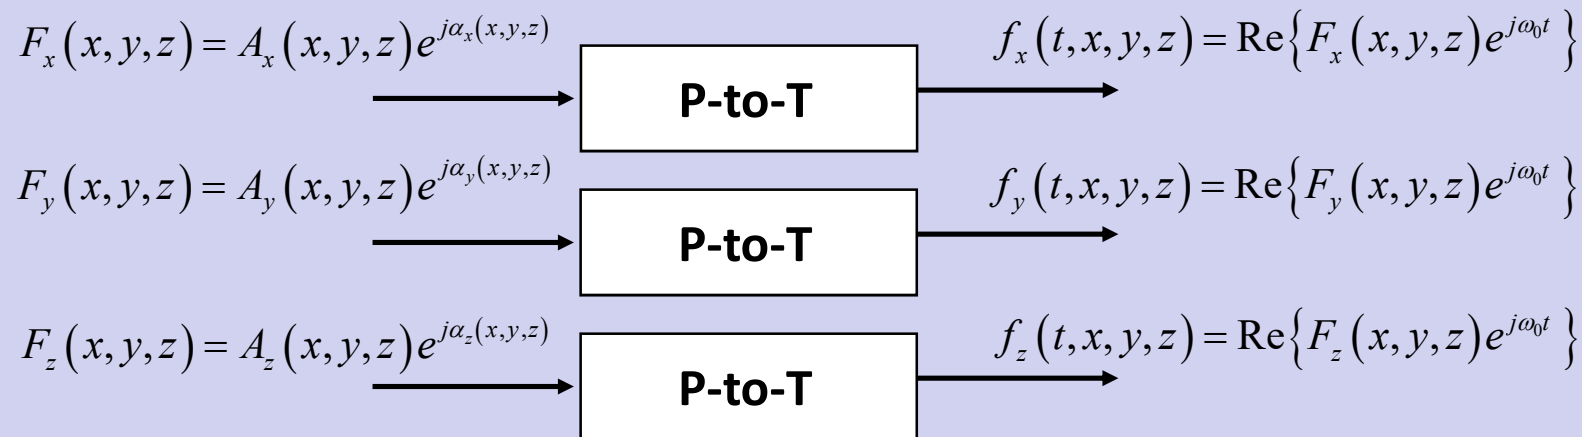 F_x(x,y,z) = A_x(x,y,z)e^{jα_x(x,y,z)} P-to-T f_x(t,x,y,z) = Re{F_x(x,y,z)e^{jω_0t}}
F_y(x,y,z) = A_y(x,y,z)e^{jα_y(x,y,z)} P-to-T f_y(t,x,y,z) = Re{F_y(x,y,z)e^{jω_0t}}
F_z(x,y,z) = A_z(x,y,z)e^{jα_z(x,y,z)} P-to-T f_z(t,x,y,z) = Re{F_z(x,y,z)e^{jω_0t}}